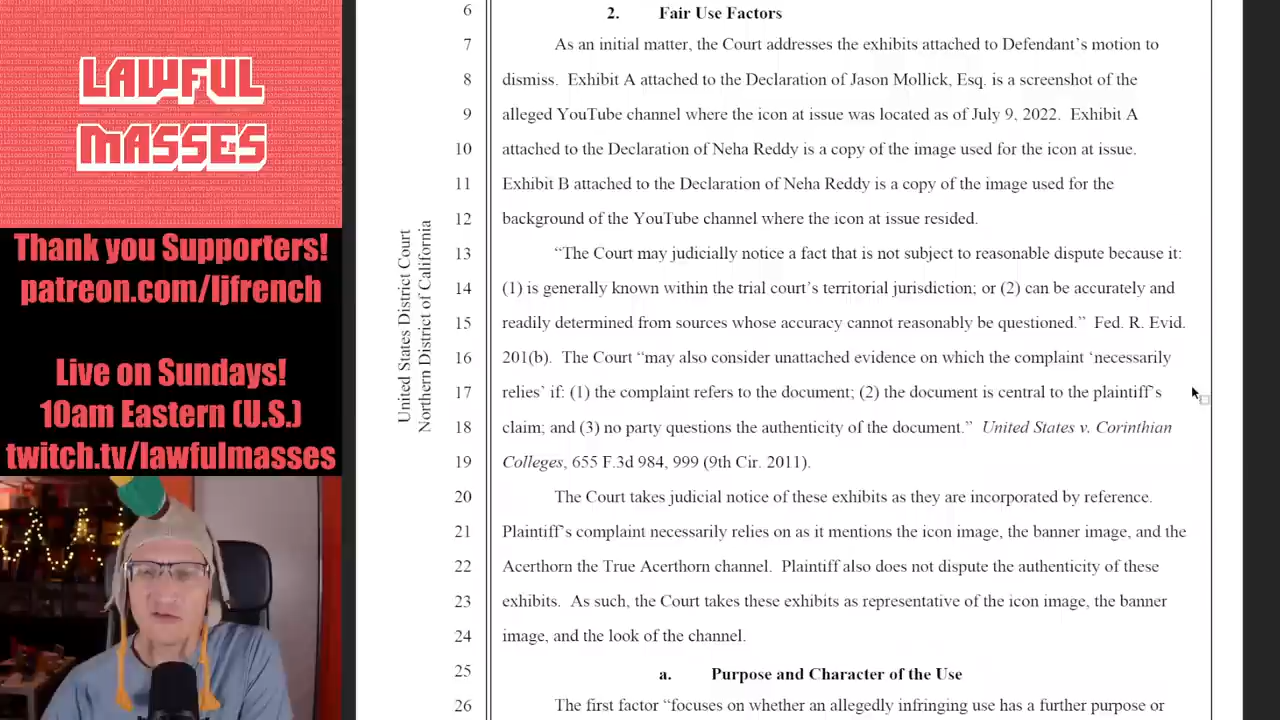 LAWFUL
MASSES
Thank you Supporters!
patreon.com/ljfrench
Live on Sundays!
10am Eastern (U.S.)
twitch.tv/lawfulmasses
United States District Court
Northern District of California
6 2. Fair Use Factors
7 As an initial matter, the Court addresses the exhibits attached to Defendant’s motion to
8 dismiss. Exhibit A attached to the Declaration of Jason Mollick, Esq. is a screenshot of the
9 alleged YouTube channel where the icon at issue was located as of July 9, 2022. Exhibit A
10 attached to the Declaration of Neha Reddy is a copy of the image used for the icon at issue.
11 Exhibit B attached to the Declaration of Neha Reddy is a copy of the image used for the
12 background of the YouTube channel where the icon at issue resided.
13 “The Court may judicially notice a fact that is not subject to reasonable dispute because it:
14 (1) is generally known within the trial court’s territorial jurisdiction; or (2) can be accurately and
15 readily determined from sources whose accuracy cannot reasonably be questioned.” Fed. R. Evid.
16 201(b). The Court “may also consider unattached evidence on which the complaint ‘necessarily
17 relies’ if: (1) the complaint refers to the document; (2) the document is central to the plaintiff’s
18 claim; and (3) no party questions the authenticity of the document.” United States v. Corinthian
19 Colleges, 655 F.3d 984, 999 (9th Cir. 2011).
20 The Court takes judicial notice of these exhibits as they are incorporated by reference.
21 Plaintiff’s complaint necessarily relies on as it mentions the icon image, the banner image, and the
22 Acerthorn the True Acerthorn channel. Plaintiff also does not dispute the authenticity of these
23 exhibits. As such, the Court takes these exhibits as representative of the icon image, the banner
24 image, and the look of the channel.
25 a. Purpose and Character of the Use
26 The first factor “focuses on whether an allegedly infringing use has a further purpose or